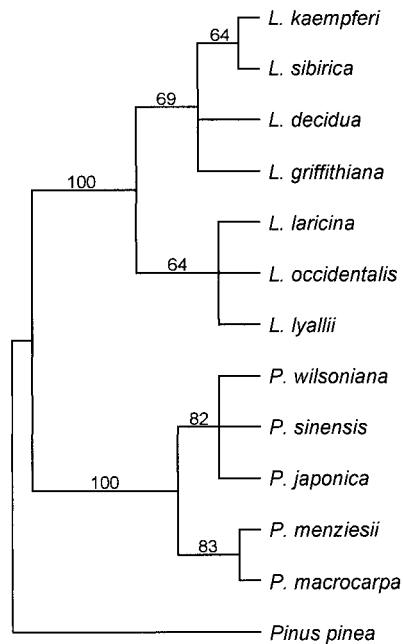 L. kaempferi
64
L. sibirica
69
L. decidua
L. griffithiana
100
L. laricina
64
L. occidentalis
L. lyallii
P. wilsoniana
82
P. sinensis
P. japonica
100
P. menziesii
83
P. macrocarpa
Pinus pinea